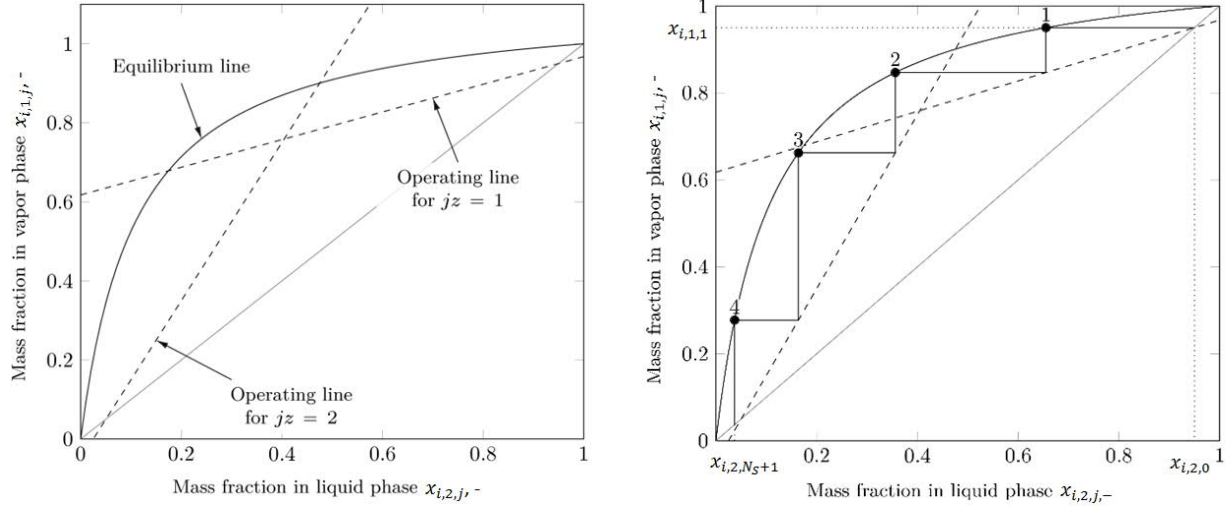 1
0.8
0.6
0.4
0.2
0
0
0.2
0.4
0.6
0.8
1
Mass fraction in vapor phase x_{i,1,j}, -
Mass fraction in liquid phase x_{i,2,j}, -
Equilibrium line
Operating line
for jz = 1
Operating line
for jz = 2
1
x_{i,1,1}
0.8
0.6
0.4
0.2
0
x_{i,2,N_S+1}
0.2
0.4
0.6
0.8
x_{i,2,0}
1
Mass fraction in vapor phase x_{i,1,j}, -
Mass fraction in liquid phase x_{i,2,j,-}
1
2
3
4